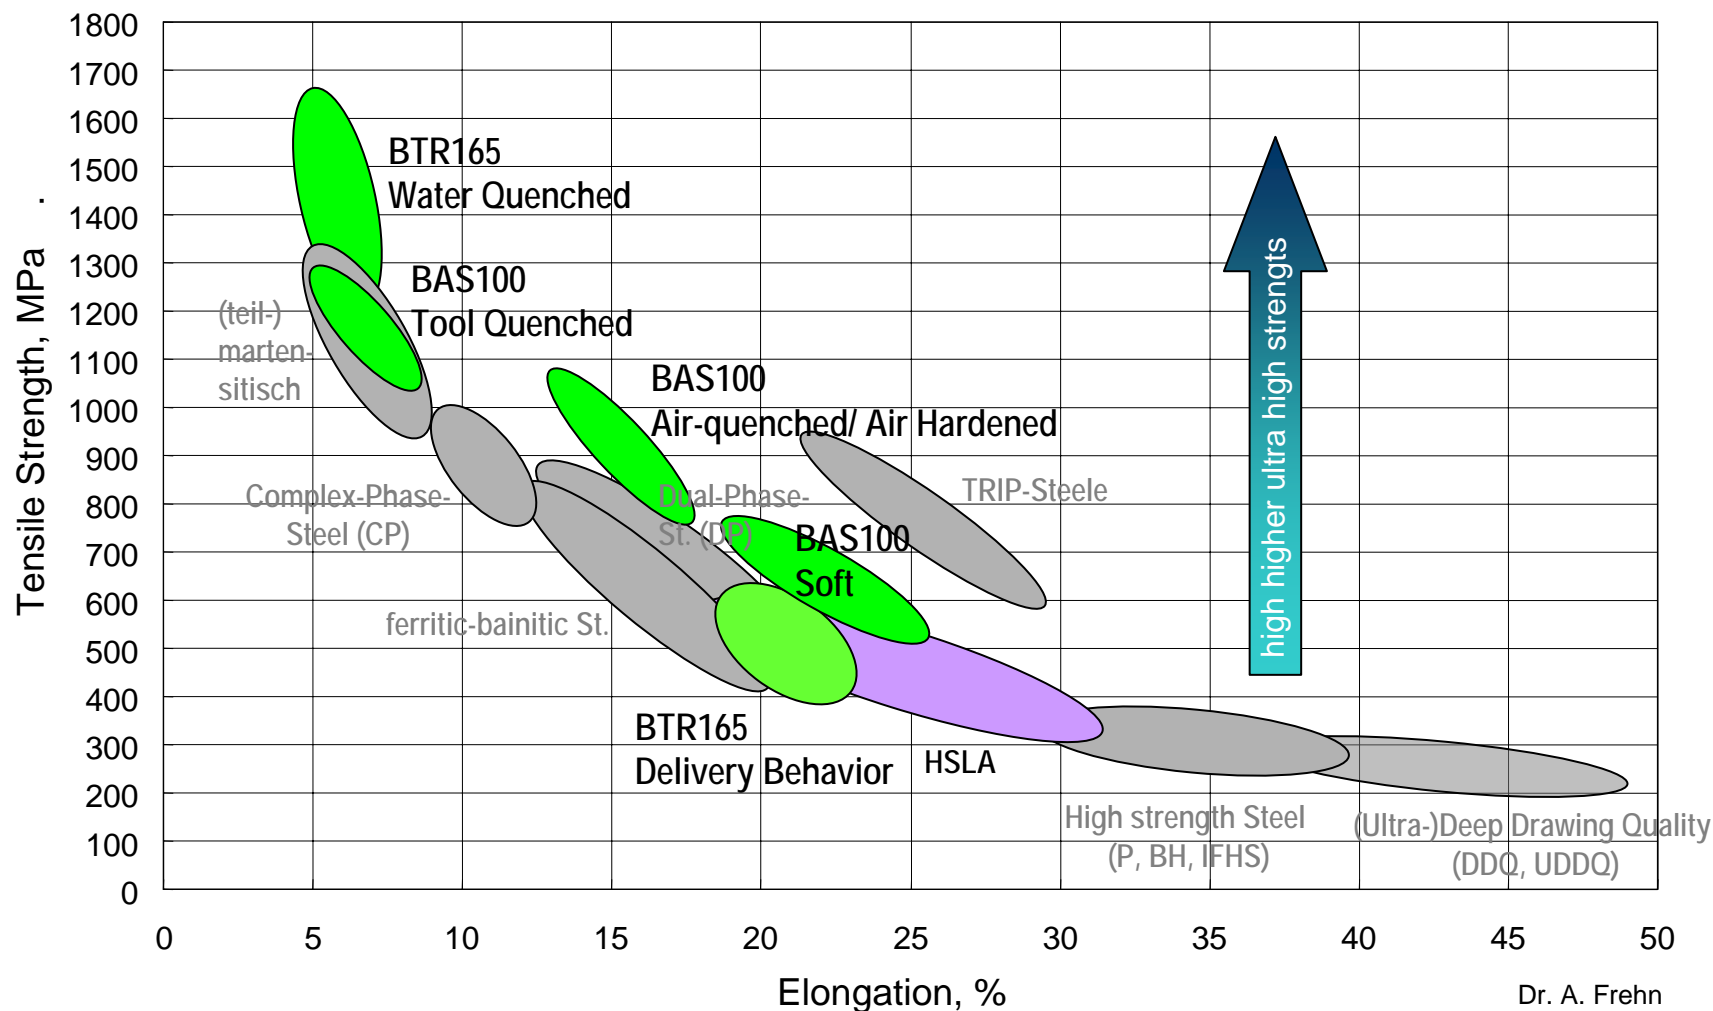 1800
1700
1600
1500
1400
1300
1200
1100
1000
900
800
700
600
500
400
300
200
100
0
Tensile Strength, MPa .
BTR165
Water Quenched
BAS100
Tool Quenched
(teil-)
marten-
sitisch
BAS100
Air-quenched/ Air Hardened
Complex-Phase-
Steel (CP)
Dual-Phase-
St. (DP)
TRIP-Steele
BAS100
Soft
ferritic-bainitic St.
BTR165
Delivery Behavior
HSLA
High strength Steel
(P, BH, IFHS)
(Ultra-)Deep Drawing Quality
(DDQ, UDDQ)
high higher ultra high strengts
0 5 10 15 20 25 30 35 40 45 50
Elongation, %
Dr. A. Frehn